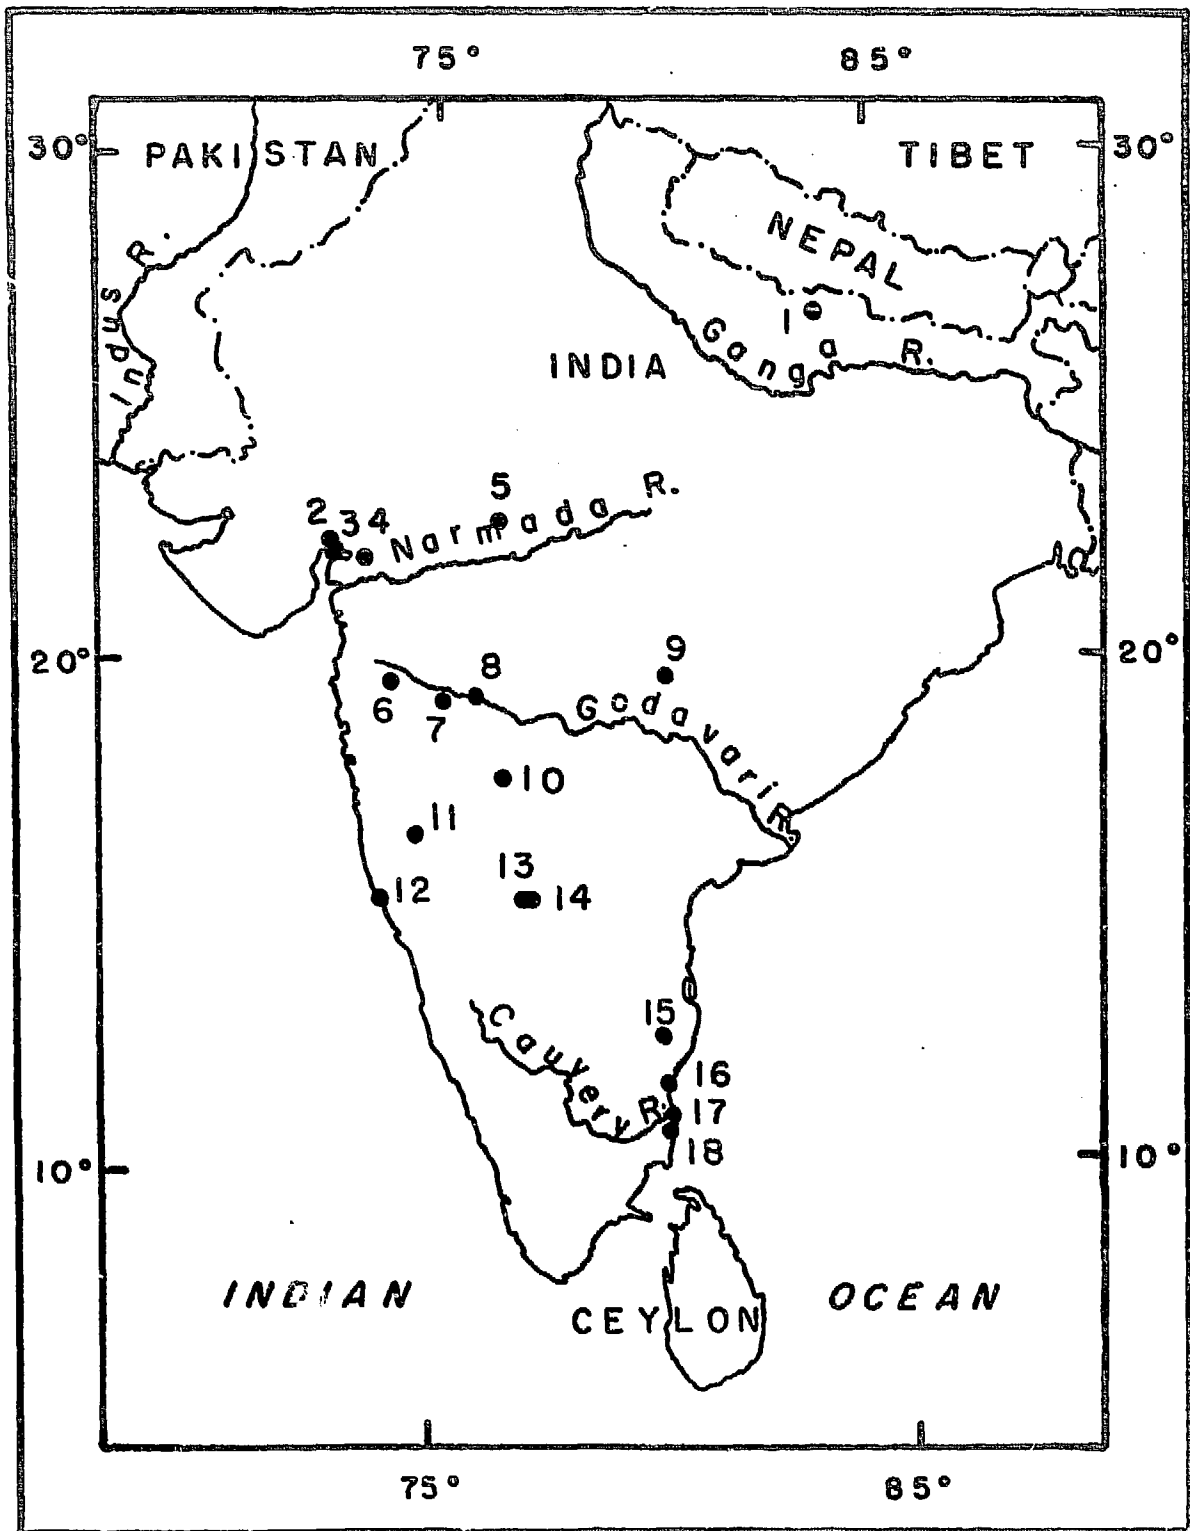 75° 85°
30° PAKISTAN TIBET 30°
NEPAL
Indus R.
1
Ganga R.
INDIA
5
2 3 4 Narmada R.
20° 20°
6 7 8 9
Godavari R.
10
11
12 13 14
15
Cauvery R.
16
17
18
10° 10°
INDIAN OCEAN
CEYLON
75° 85°